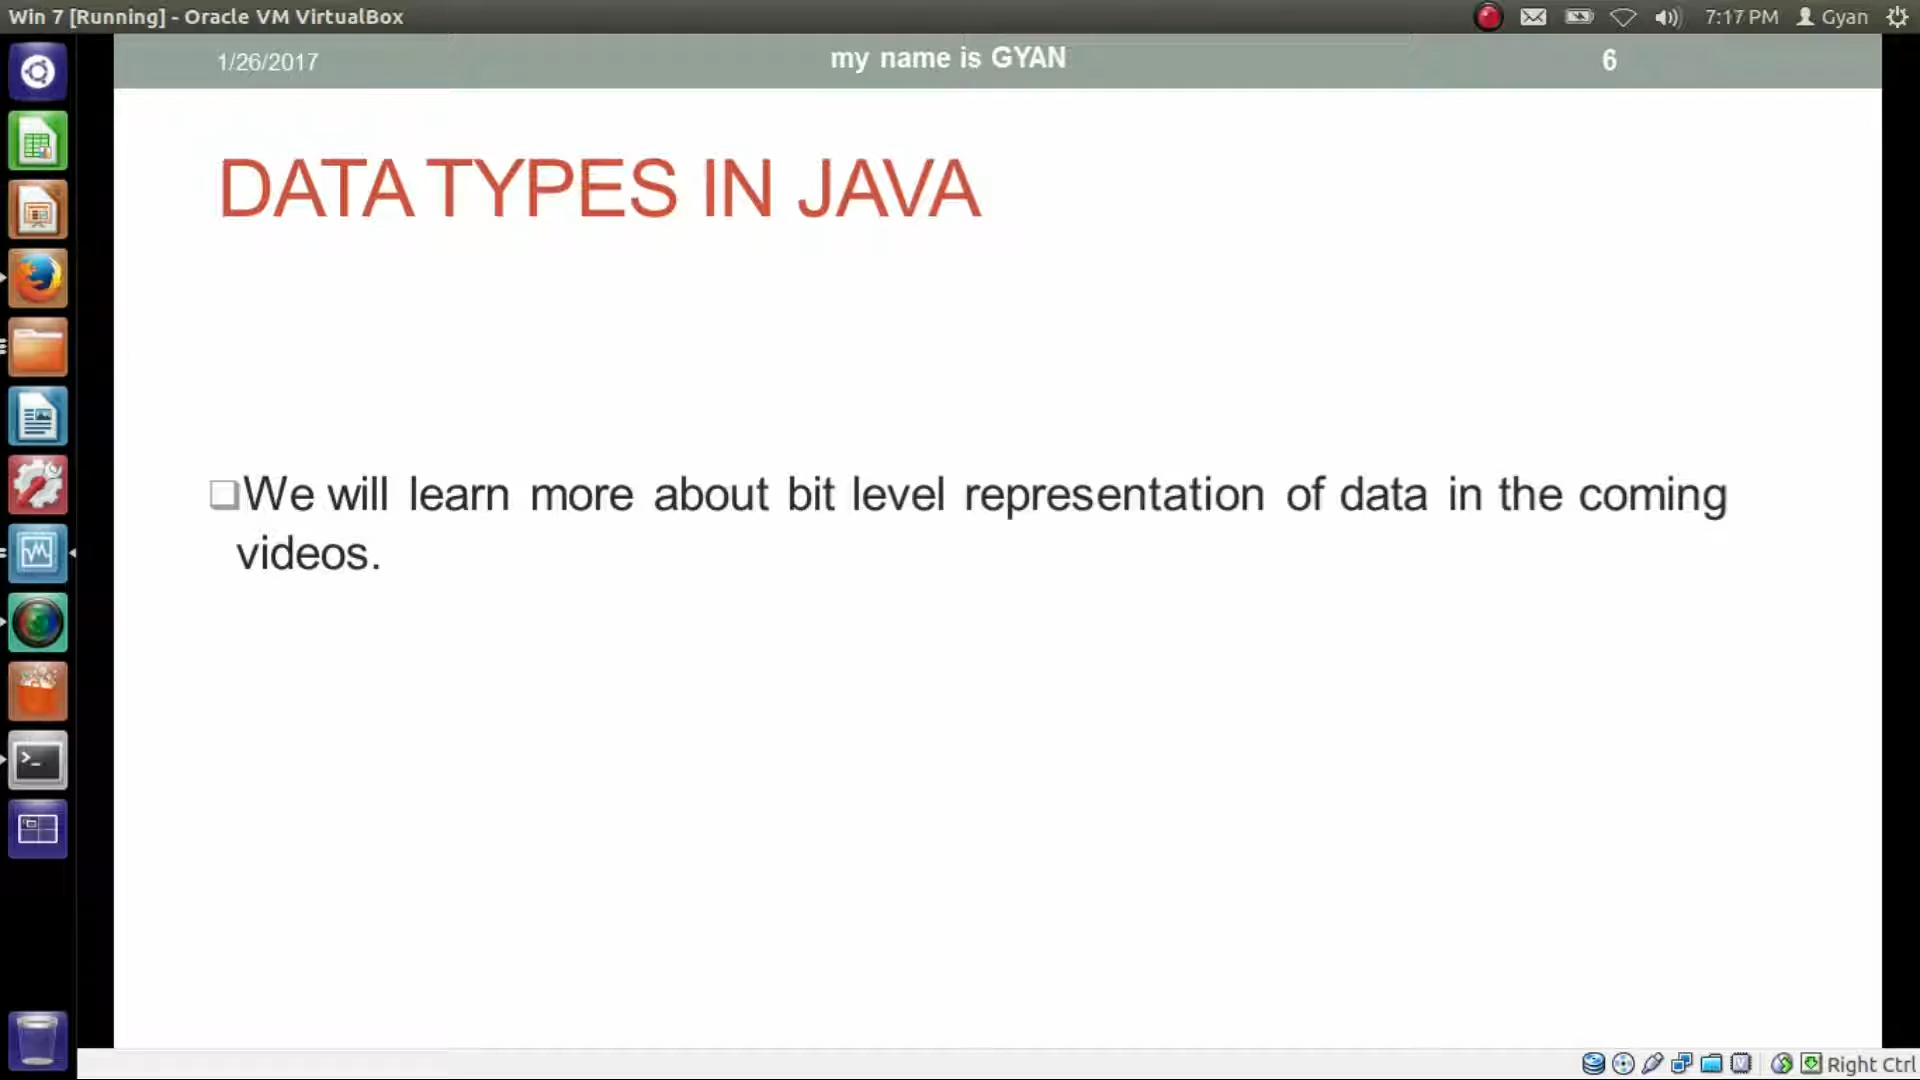 Win 7 [Running] - Oracle VM VirtualBox
7:17 PM Gyan
1/26/2017 my name is GYAN 6
DATA TYPES IN JAVA
We will learn more about bit level representation of data in the coming
videos.
Right Ctrl